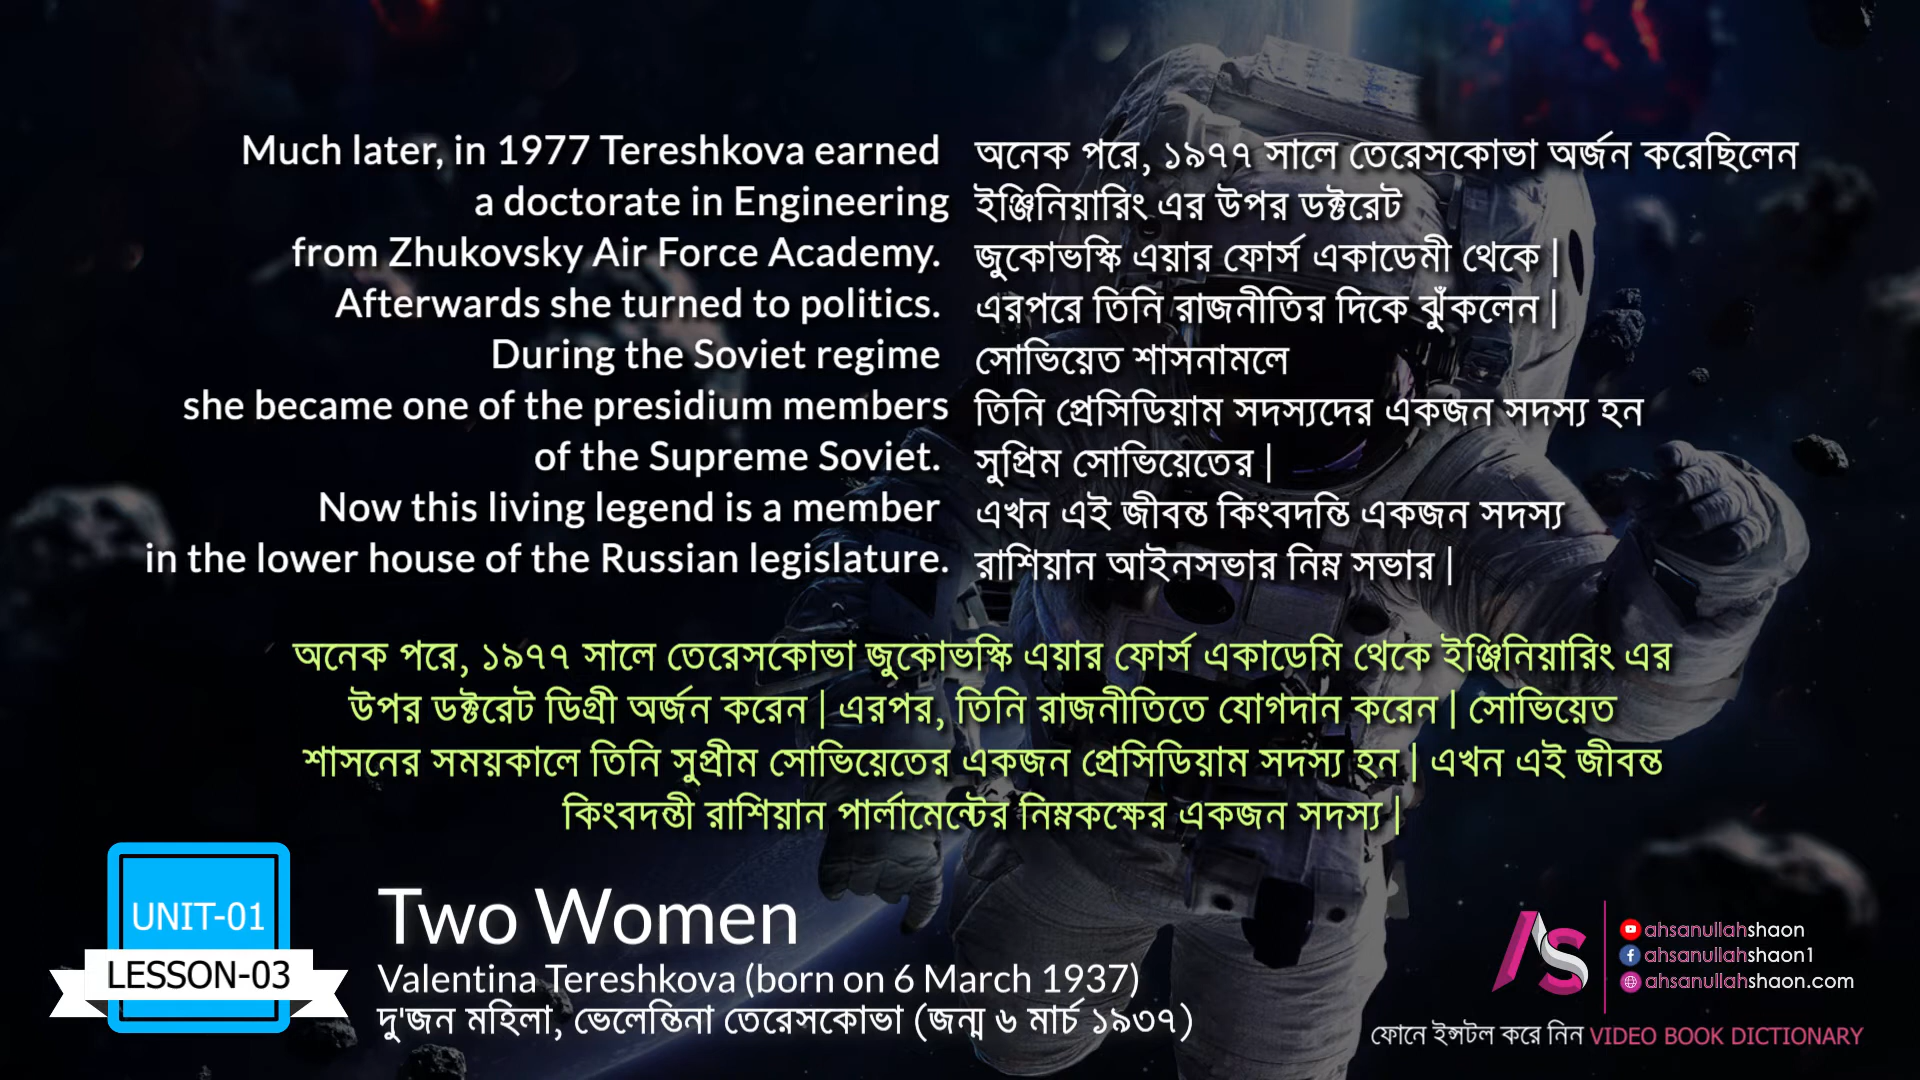 Much later, in 1977 Tereshkova earned
a doctorate in Engineering
from Zhukovsky Air Force Academy.
Afterwards she turned to politics.
During the Soviet regime
she became one of the presidium members
of the Supreme Soviet.
Now this living legend is a member
in the lower house of the Russian legislature.
অনেক পরে, ১৯৭৭ সালে তেরেসকোভা অর্জন করেছিলেন
ইঞ্জিনিয়ারিং এর উপর ডক্টরেট
জুকোভস্কি এয়ার ফোর্স একাডেমী থেকে |
এরপরে তিনি রাজনীতির দিকে ঝুঁকলেন |
সোভিয়েত শাসনামলে
তিনি প্রেসিডিয়াম সদস্যদের একজন সদস্য হন
সুপ্রিম সোভিয়েতের |
এখন এই জীবন্ত কিংবদন্তি একজন সদস্য
রাশিয়ান আইনসভার নিম্ন সভার |
অনেক পরে, ১৯৭৭ সালে তেরেসকোভা জুকোভস্কি এয়ার ফোর্স একাডেমি থেকে ইঞ্জিনিয়ারিং এর
উপর ডক্টরেট ডিগ্রী অর্জন করেন | এরপর, তিনি রাজনীতিতে যোগদান করেন | সোভিয়েত
শাসনের সময়কালে তিনি সুপ্রীম সোভিয়েতের একজন প্রেসিডিয়াম সদস্য হন | এখন এই জীবন্ত
কিংবদন্তী রাশিয়ান পার্লামেন্টের নিম্নকক্ষের একজন সদস্য |
UNIT-01
LESSON-03
Two Women
Valentina Tereshkova (born on 6 March 1937)
দু'জন মহিলা, ভেলেন্তিনা তেরেসকোভা (জন্ম ৬ মার্চ ১৯৩৭)
AS
ahsanullahshaon
ahsanullahshaon1
ahsanullahshaon.com
ফোনে ইন্সটল করে নিন VIDEO BOOK DICTIONARY